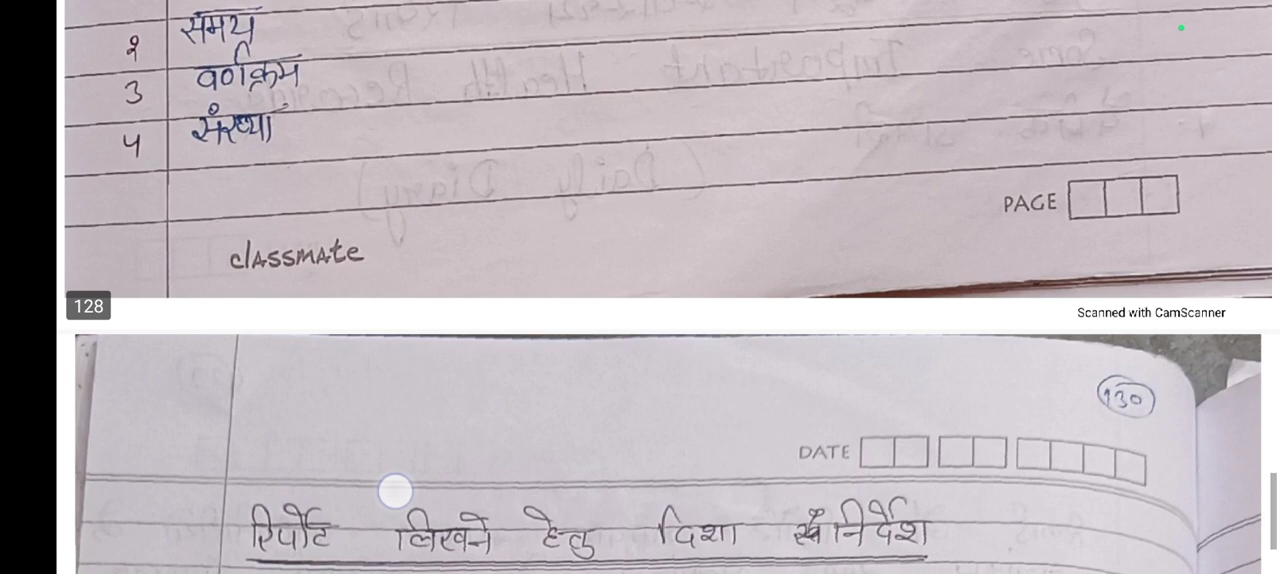 २ समय
3 वर्णक्रम
4 संख्या
PAGE
classmate
128
Scanned with CamScanner
130
DATE
रिपोर्ट लिखने हेतु दिशा निर्देश